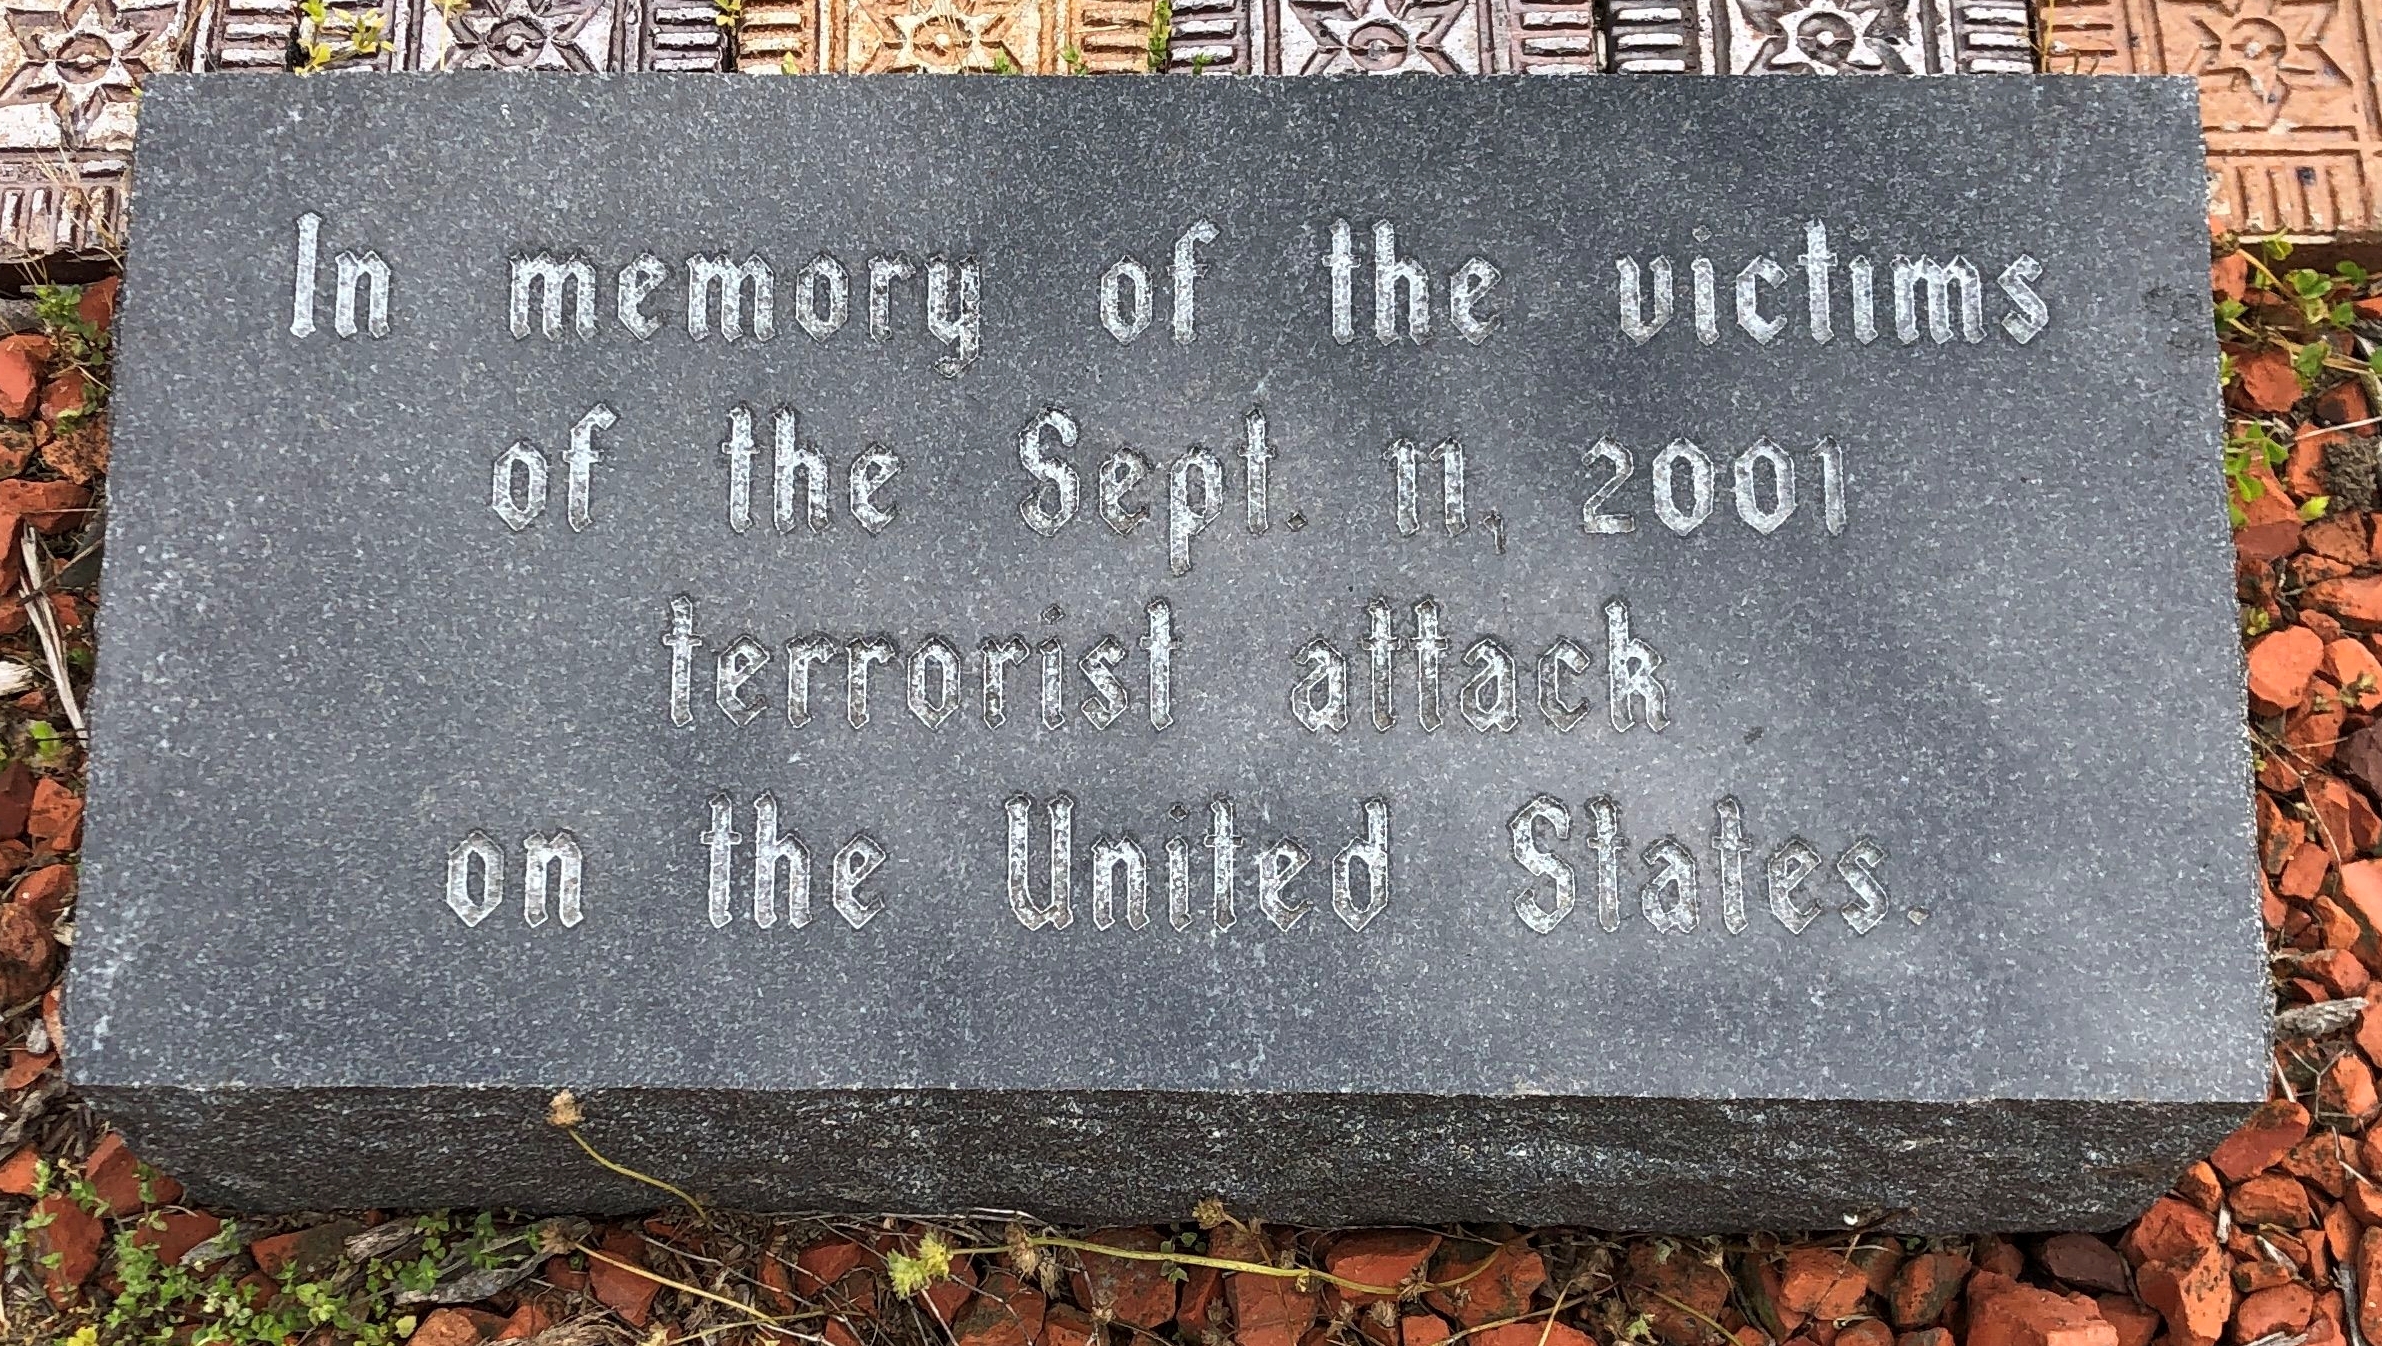 In memory of the victims
of the Sept. 11, 2001
terrorist attack
on the United States.